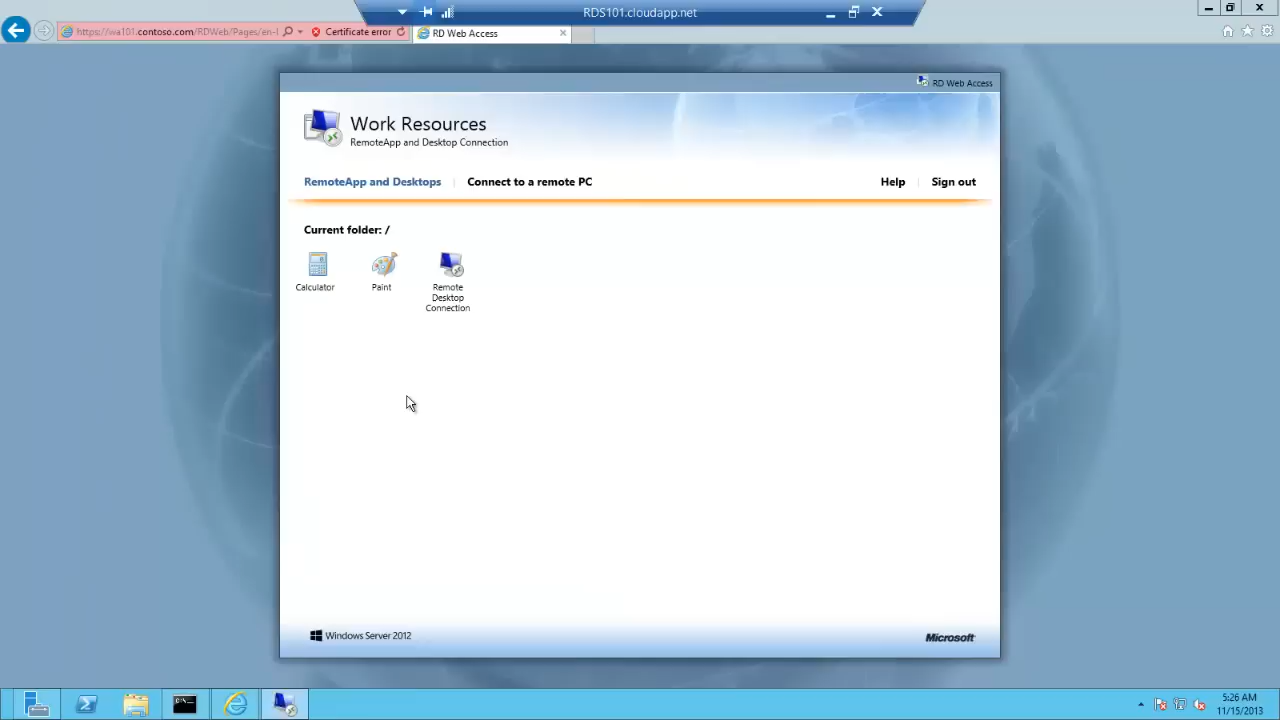 RDS101.cloudapp.net
https://wa101.contoso.com/RDWeb/Pages/en-
Certificate error
RD Web Access
RD Web Access
Work Resources
RemoteApp and Desktop Connection
RemoteApp and Desktops
Connect to a remote PC
Help
Sign out
Current folder: /
Calculator
Paint
Remote
Desktop
Connection
Windows Server 2012
Microsoft
5:26 AM
11/15/2013